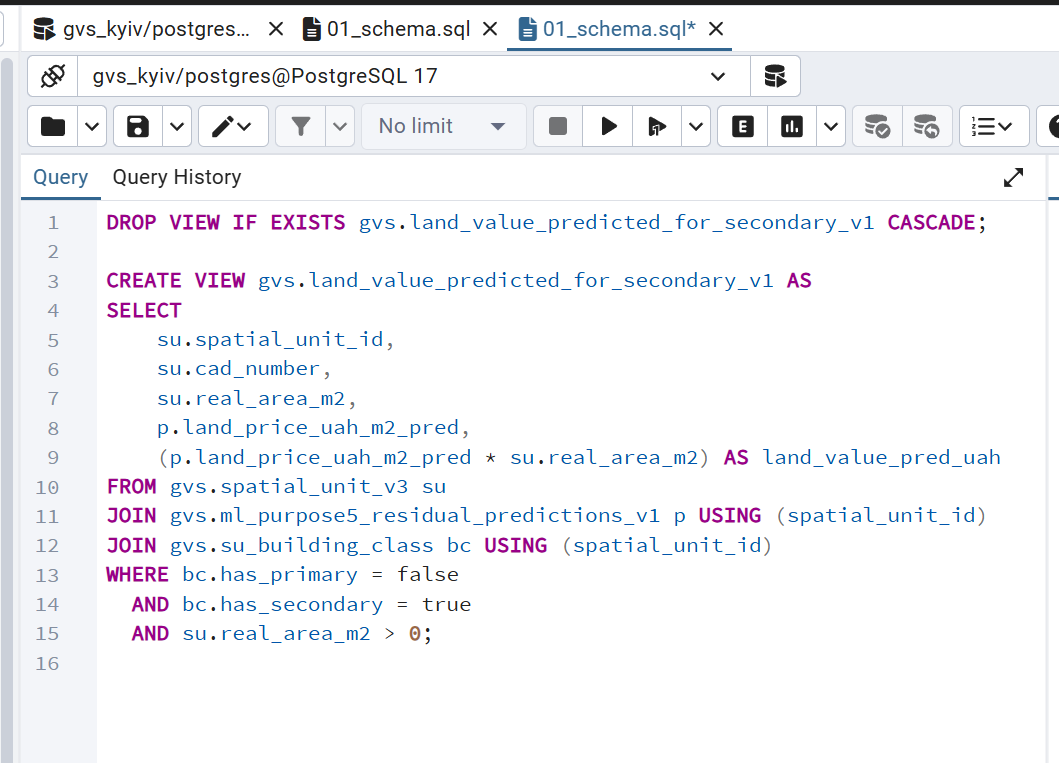 gvs_kyiv/postgres... 01_schema.sql 01_schema.sql*
gvs_kyiv/postgres@PostgreSQL 17
No limit E
Query Query History
1 DROP VIEW IF EXISTS gvs.land_value_predicted_for_secondary_v1 CASCADE;
2
3 CREATE VIEW gvs.land_value_predicted_for_secondary_v1 AS
4 SELECT
5 su.spatial_unit_id,
6 su.cad_number,
7 su.real_area_m2,
8 p.land_price_uah_m2_pred,
9 (p.land_price_uah_m2_pred * su.real_area_m2) AS land_value_pred_uah
10 FROM gvs.spatial_unit_v3 su
11 JOIN gvs.ml_purpose5_residual_predictions_v1 p USING (spatial_unit_id)
12 JOIN gvs.su_building_class bc USING (spatial_unit_id)
13 WHERE bc.has_primary = false
14 AND bc.has_secondary = true
15 AND su.real_area_m2 > 0;
16